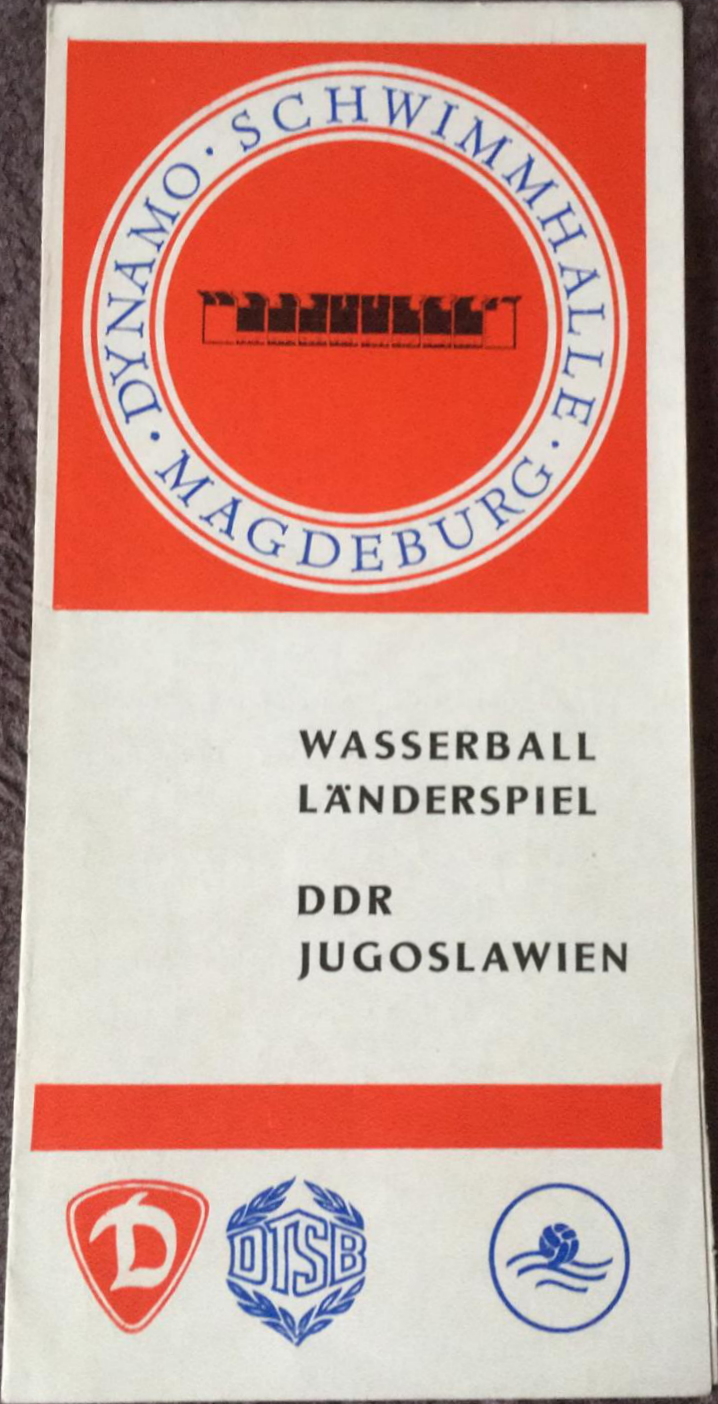 DYNAMO · SCHWIMMHALLE · MAGDEBURG ·
WASSERBALL
LÄNDERSPIEL
DDR
JUGOSLAWIEN
D
DTSB